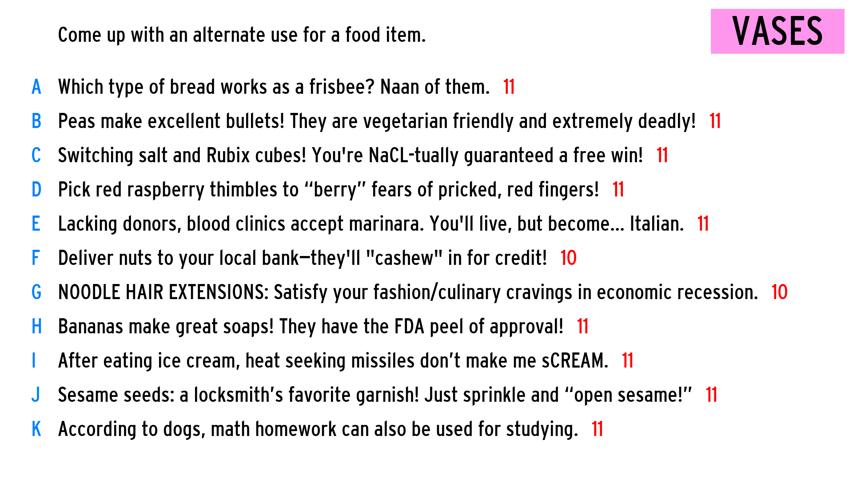 Come up with an alternate use for a food item.
VASES
A Which type of bread works as a frisbee? Naan of them. 11
B Peas make excellent bullets! They are vegetarian friendly and extremely deadly! 11
C Switching salt and Rubix cubes! You're NaCL-tually guaranteed a free win! 11
D Pick red raspberry thimbles to “berry” fears of pricked, red fingers! 11
E Lacking donors, blood clinics accept marinara. You'll live, but become... Italian. 11
F Deliver nuts to your local bank—they'll "cashew" in for credit! 10
G NOODLE HAIR EXTENSIONS: Satisfy your fashion/culinary cravings in economic recession. 10
H Bananas make great soaps! They have the FDA peel of approval! 11
I After eating ice cream, heat seeking missiles don’t make me sCREAM. 11
J Sesame seeds: a locksmith’s favorite garnish! Just sprinkle and “open sesame!” 11
K According to dogs, math homework can also be used for studying. 11